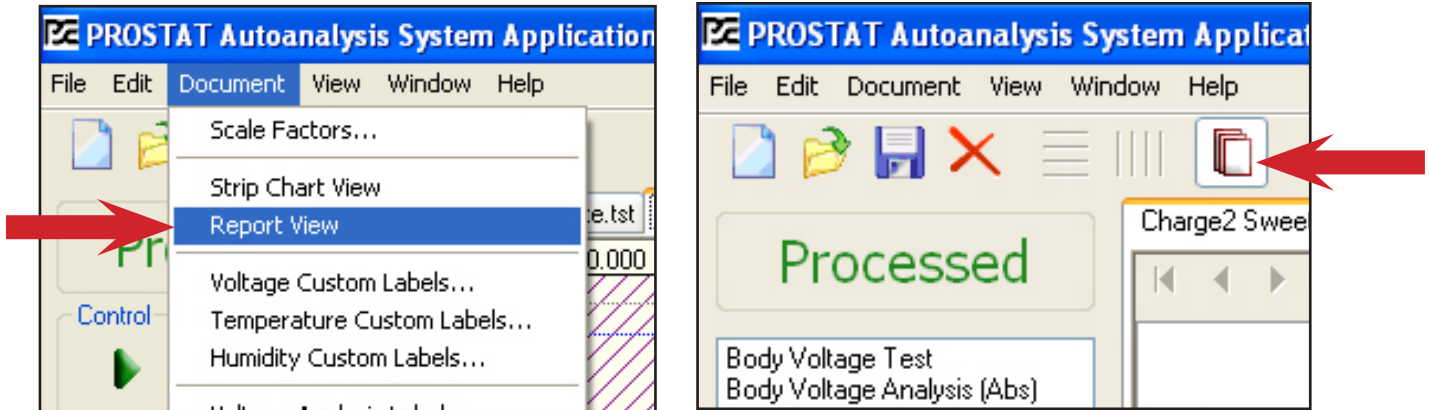 PROSTAT Autoanalysis System Application
File Edit Document View Window Help
Scale Factors...
Strip Chart View
Report View
te.tst
0.000
Voltage Custom Labels...
Control
Temperature Custom Labels...
Humidity Custom Labels...
PROSTAT Autoanalysis System Applicat
File Edit Document View Window Help
Charge2 Swee
Processed
Body Voltage Test
Body Voltage Analysis (Abs)